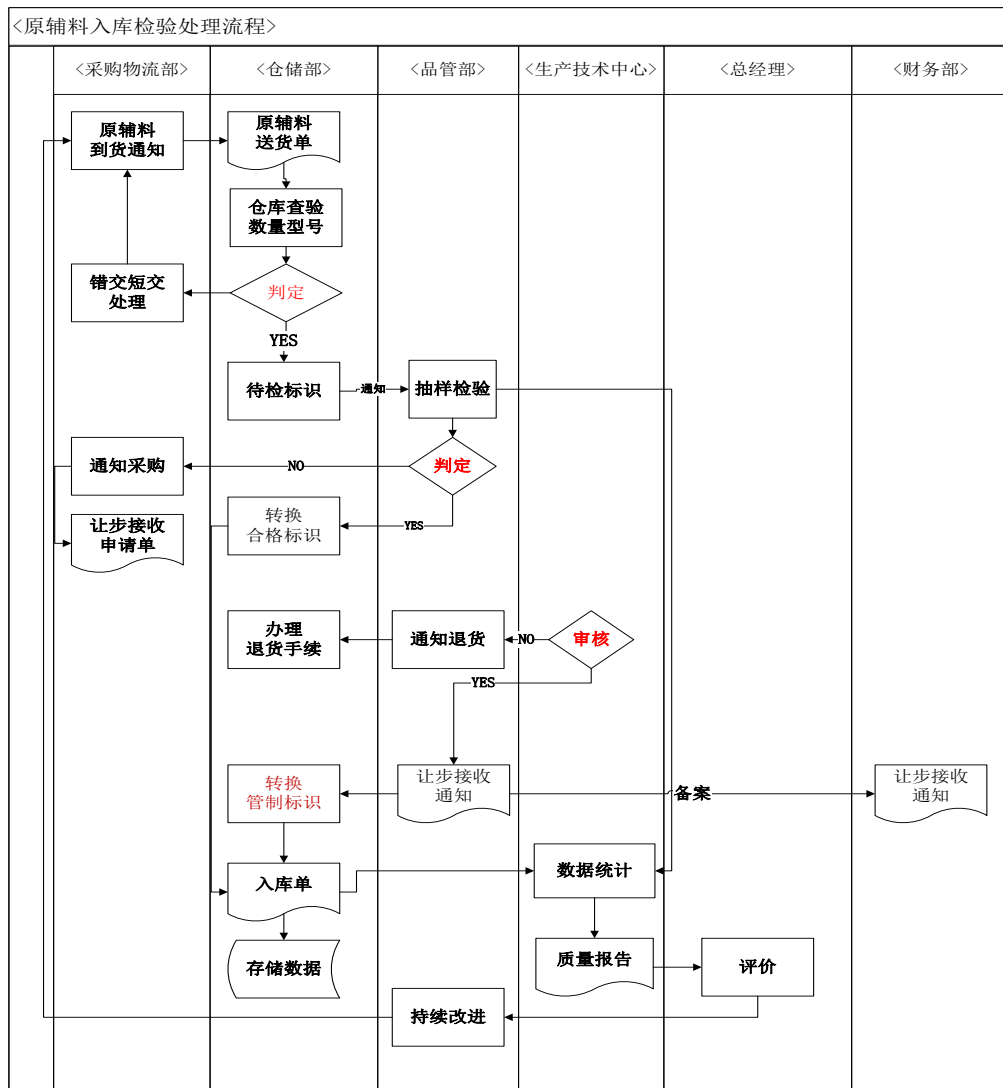 <原辅料入库检验处理流程>
<采购物流部>
<仓储部>
<品管部>
<生产技术中心>
<总经理>
<财务部>
原辅料
到货通知
原辅料
送货单
仓库查验
数量型号
错交短交
处理
判定
YES
待检标识
通知
抽样检验
通知采购
NO
判定
让步接收
申请单
转换
合格标识
YES
办理
退货手续
通知退货
NO
审核
YES
转换
管制标识
让步接收
通知
备案
让步接收
通知
入库单
数据统计
存储数据
质量报告
评价
持续改进